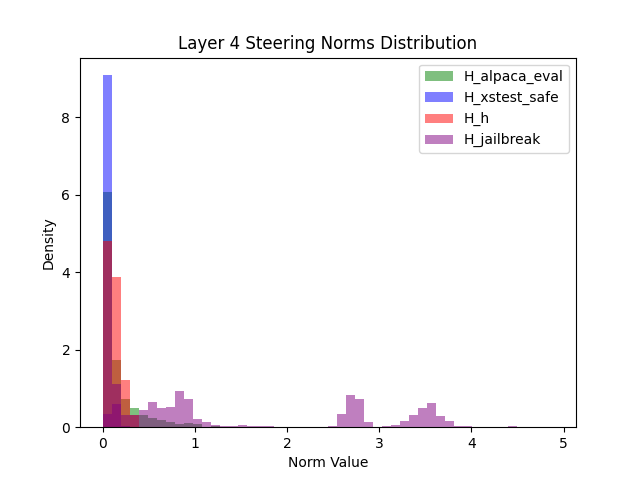 Layer 4 Steering Norms Distribution
H_alpaca_eval
H_xstest_safe
H_h
H_jailbreak
Density
8
6
4
2
0
0 1 2 3 4 5
Norm Value